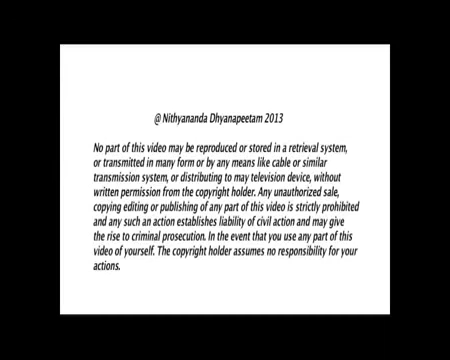 @ Nithyananda Dhyanapeetam 2013
No part of this video may be reproduced or stored in a retrieval system,
or transmitted in many form or by any means like cable or similar
transmission system, or distributing to may television device, without
written permission from the copyright holder. Any unauthorized sale,
copying editing or publishing of any part of this video is strictly prohibited
and any such an action establishes liability of civil action and may give
the rise to criminal prosecution. In the event that you use any part of this
video of yourself. The copyright holder assumes no responsibility for your
actions.